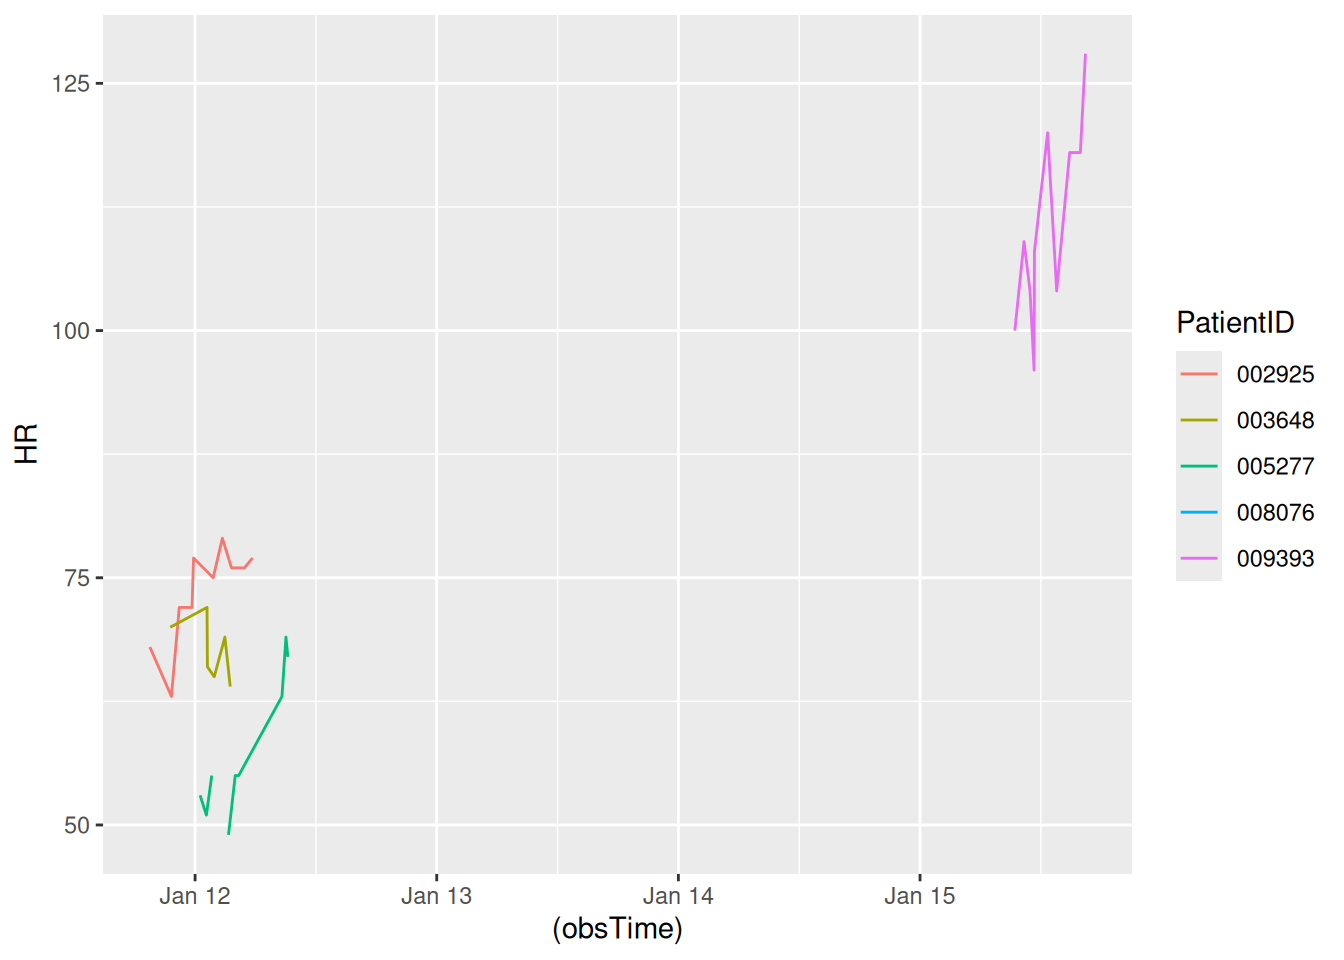 125
100
75
50
HR
Jan 12
Jan 13
Jan 14
Jan 15
(obsTime)
PatientID
002925
003648
005277
008076
009393